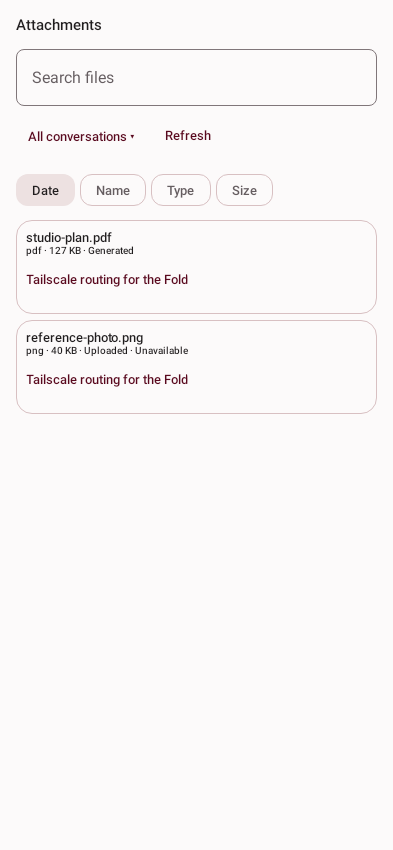 Attachments
Search files
All conversations ▾
Refresh
Date
Name
Type
Size
studio-plan.pdf
pdf · 127 KB · Generated
Tailscale routing for the Fold
reference-photo.png
png · 40 KB · Uploaded · Unavailable
Tailscale routing for the Fold